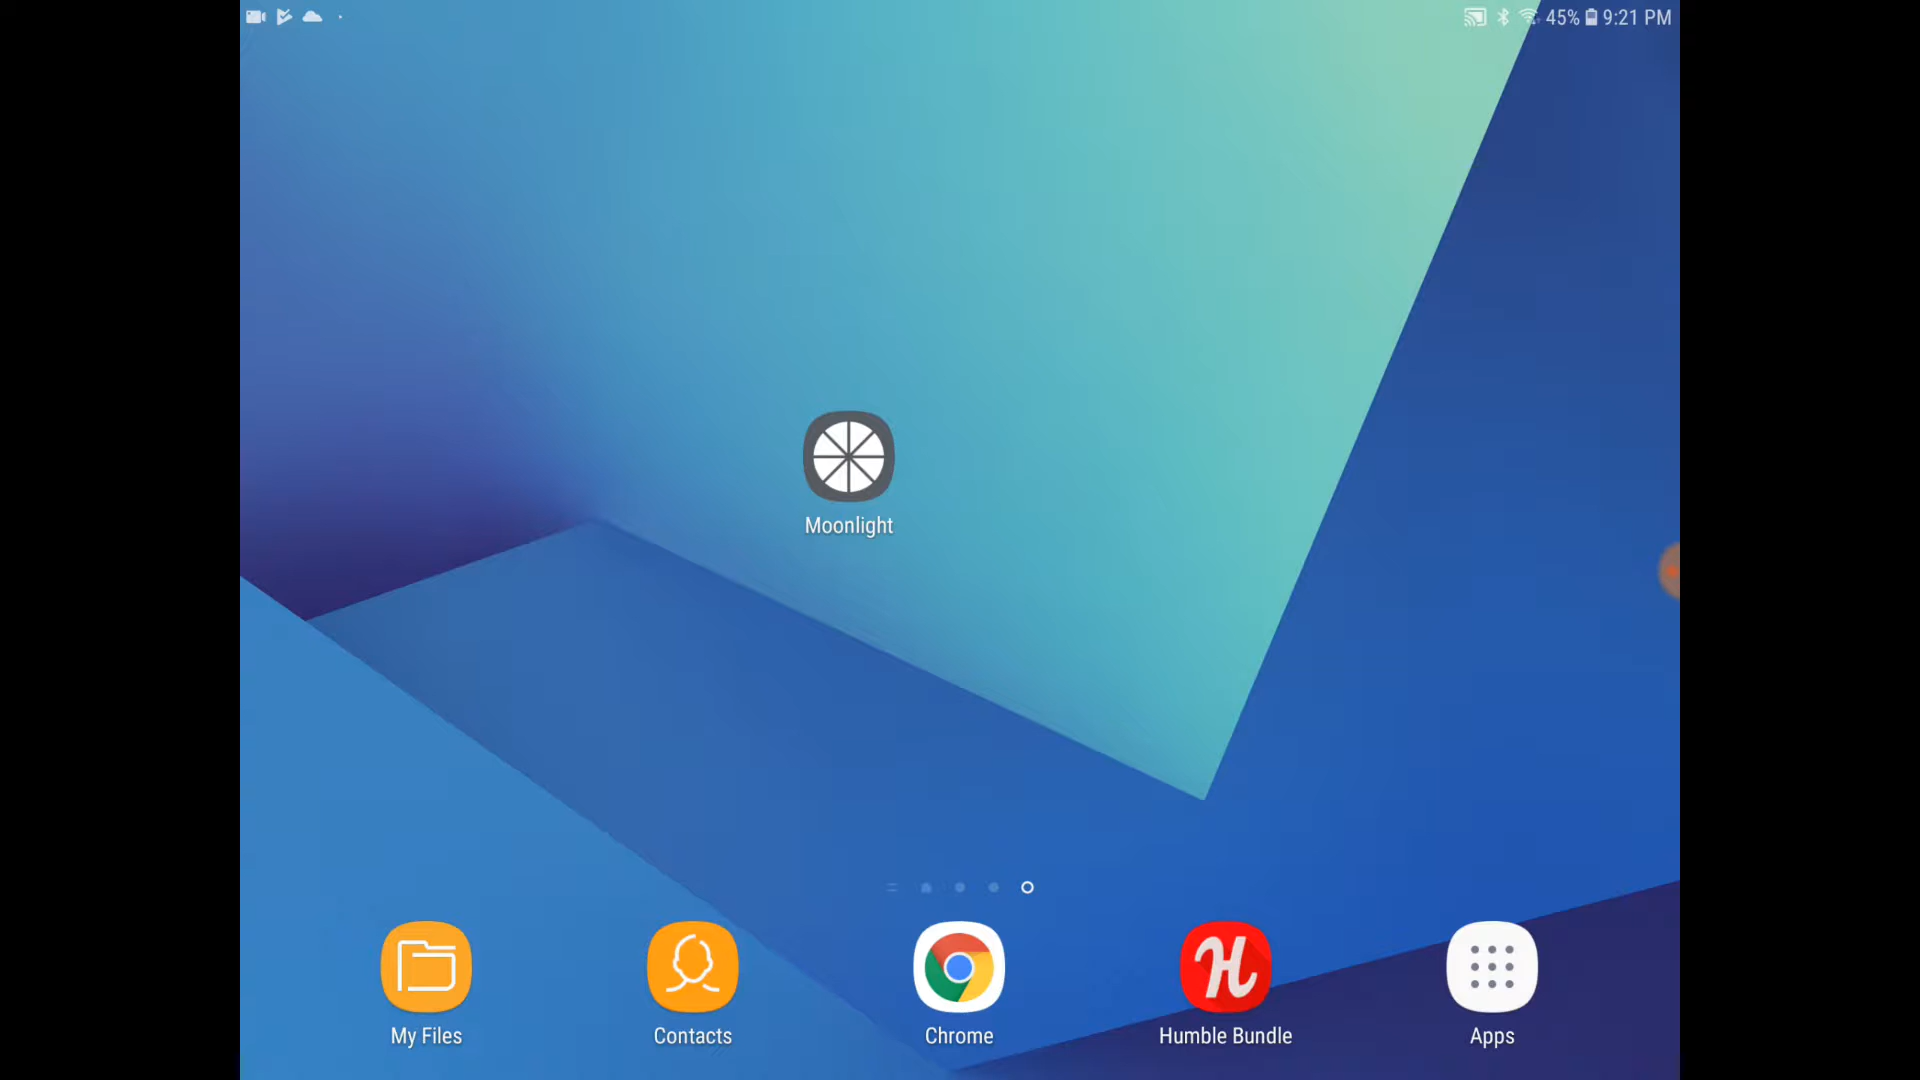 45% 9:21 PM
Moonlight
My Files
Contacts
Chrome
Humble Bundle
Apps